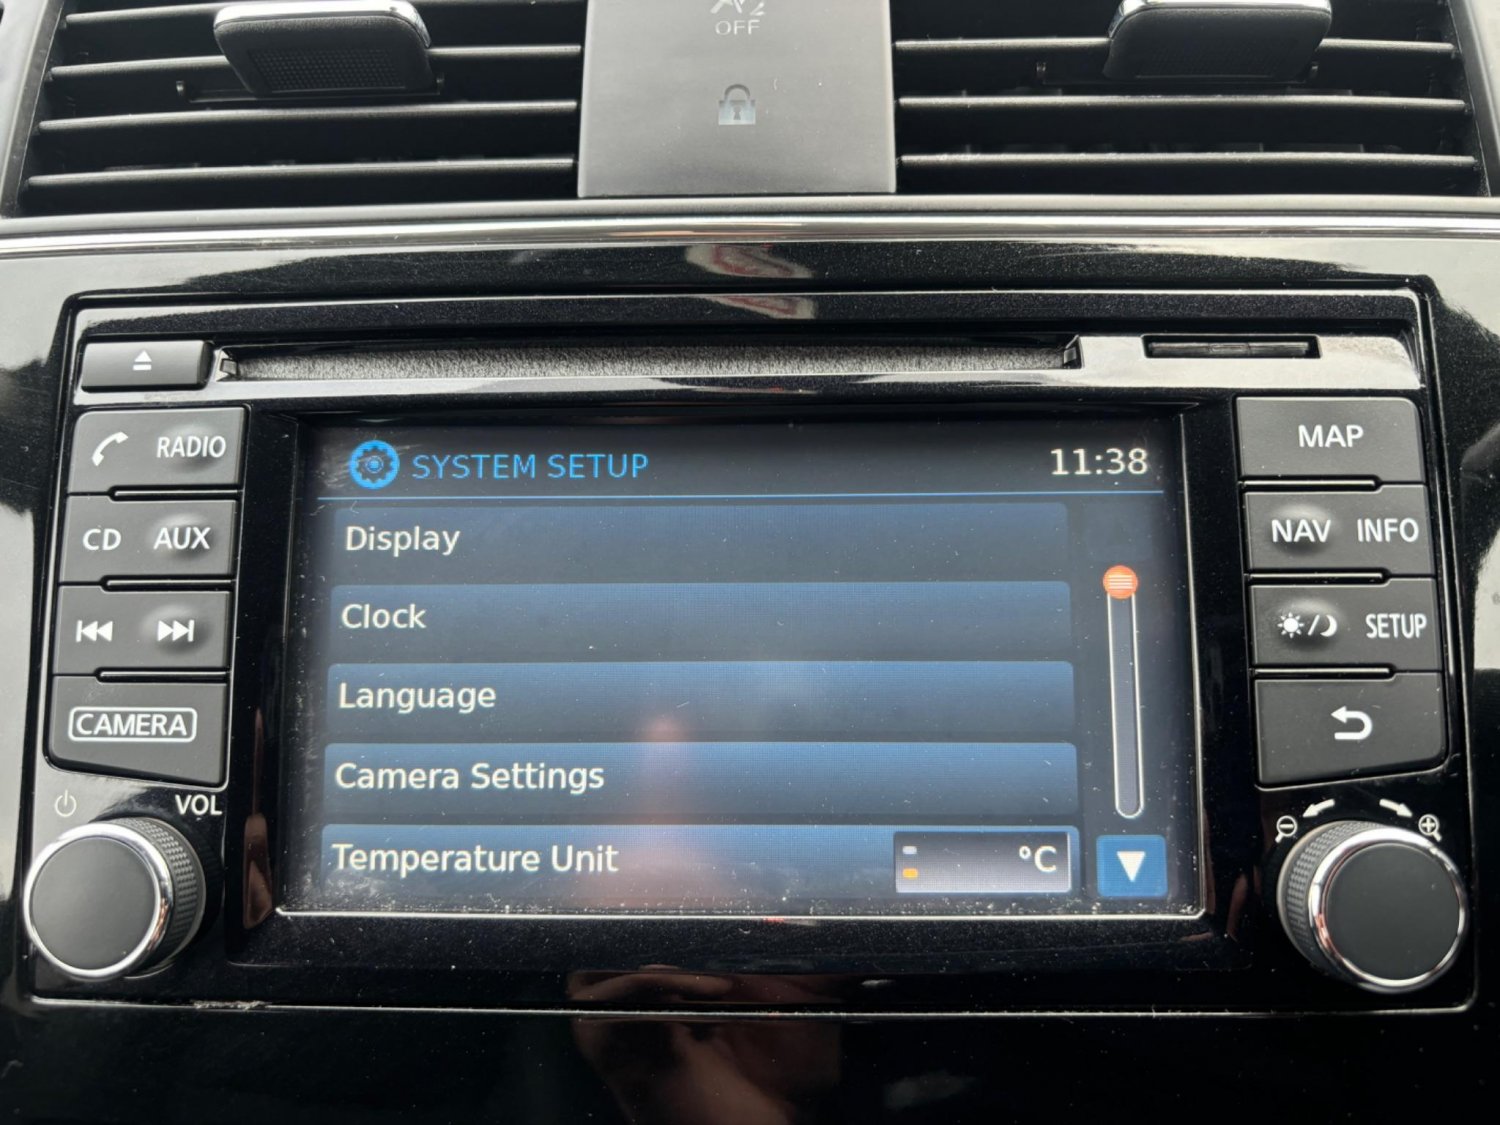 OFF
RADIO
CD AUX
CAMERA
VOL
SYSTEM SETUP 11:38
Display
Clock
Language
Camera Settings
Temperature Unit °C
MAP
NAV INFO
SETUP